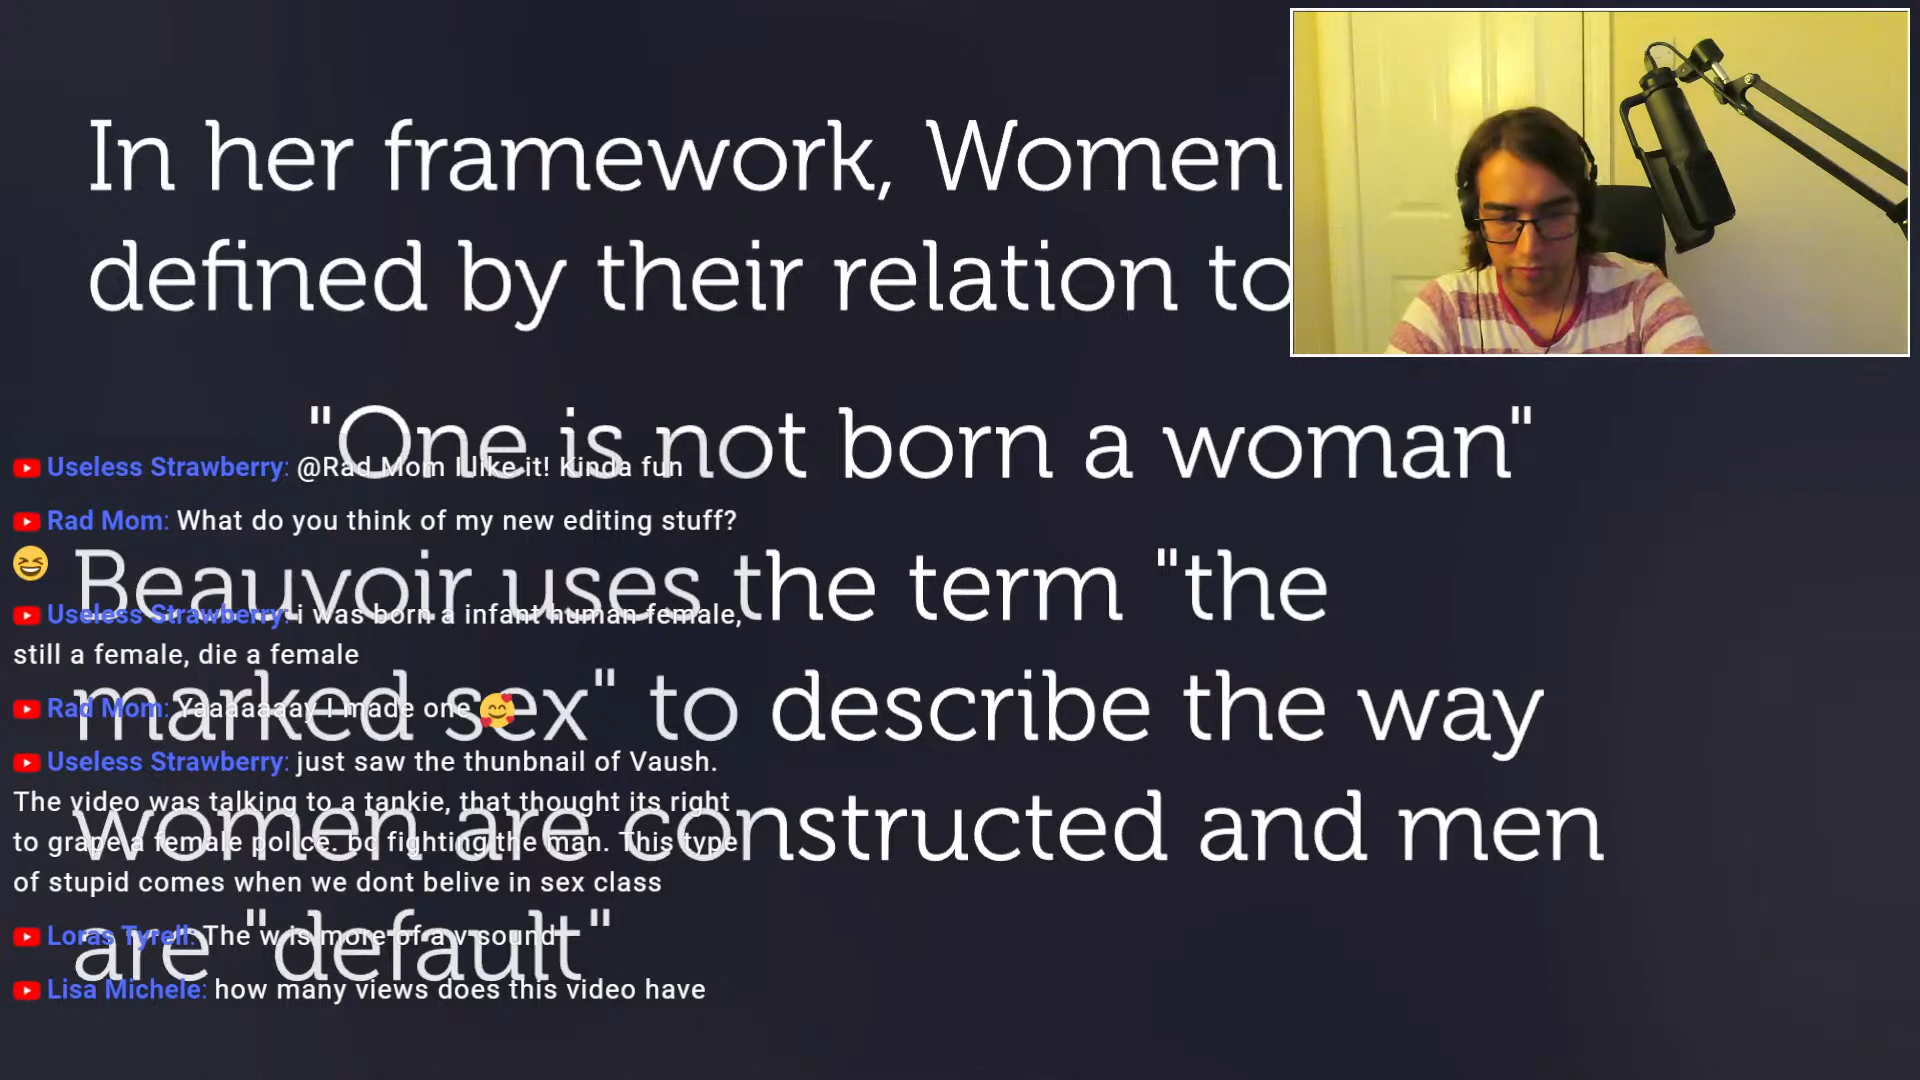 In her framework, Women
defined by their relation to
"One is not born a woman"
Beauvoir uses the term "the
marked sex" to describe the way
women are constructed and men
are "default"
Useless Strawberry: @Rad Mom I like it! Kinda fun
Rad Mom: What do you think of my new editing stuff?
Useless Strawberry: i was born a infant human female,
still a female, die a female
Rad Mom: Yaaaaaaay I made one
Useless Strawberry: just saw the thunbnail of Vaush.
The video was talking to a tankie, that thought its right
to grape a female police. bc fighting the man. This type
of stupid comes when we dont belive in sex class
Loras Tyrell: The w is more of a v sound
Lisa Michele: how many views does this video have